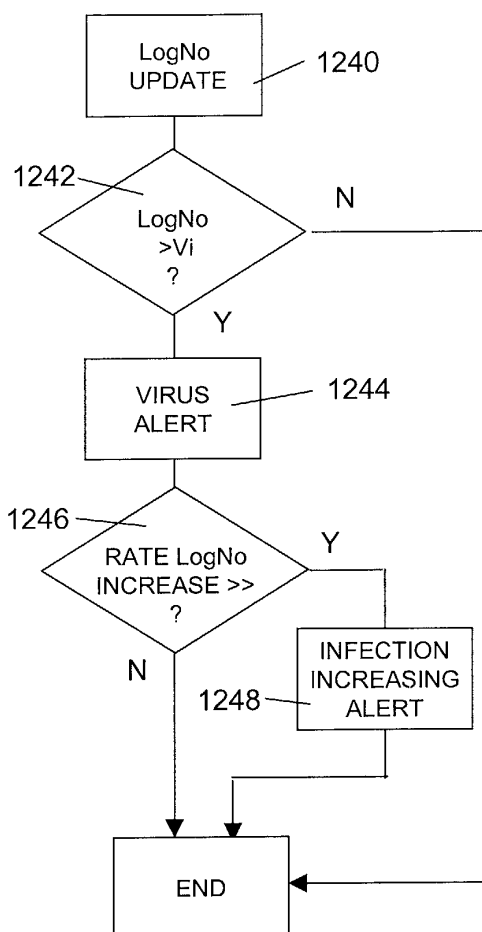 LogNo
UPDATE
1240
1242
LogNo
>Vi
?
N
Y
VIRUS
ALERT
1244
1246
RATE LogNo
INCREASE >>
?
Y
N
INFECTION
INCREASING
ALERT
1248
END